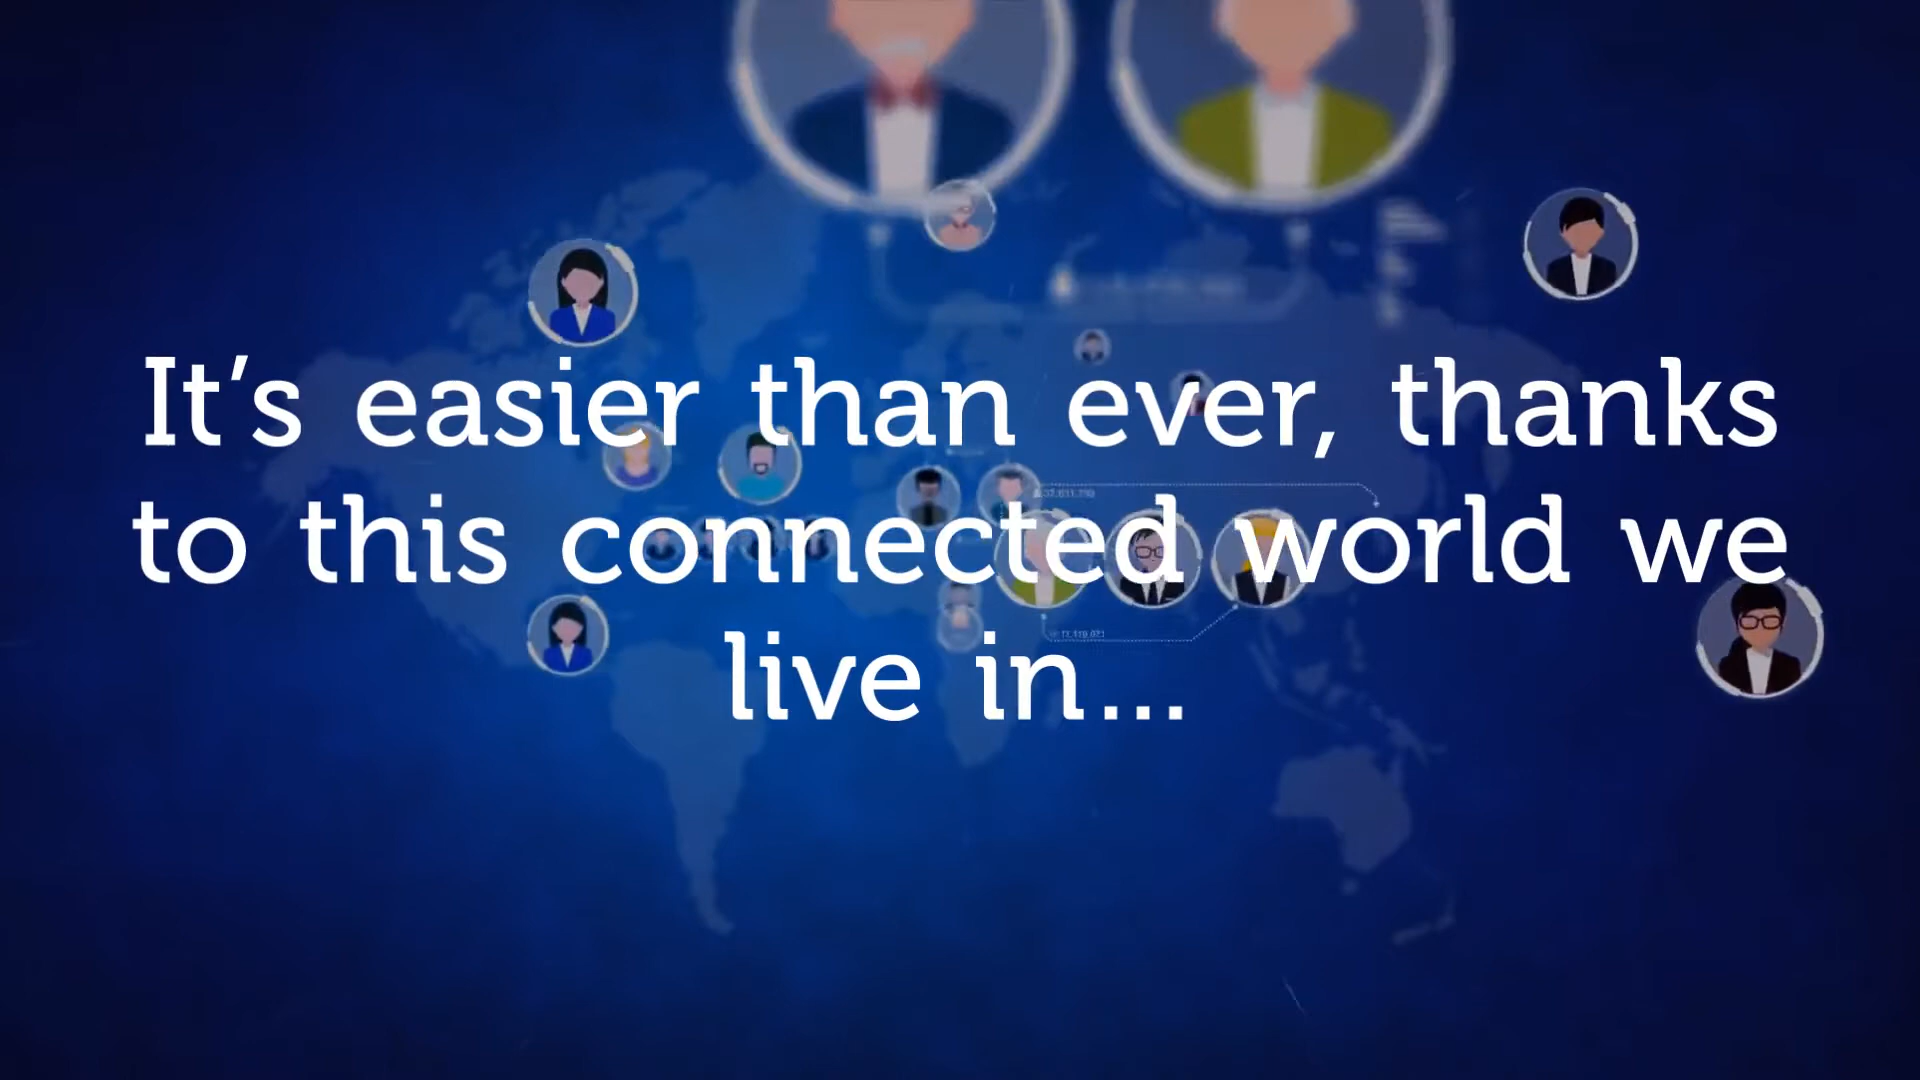 It’s easier than ever, thanks
to this connected world we
live in...